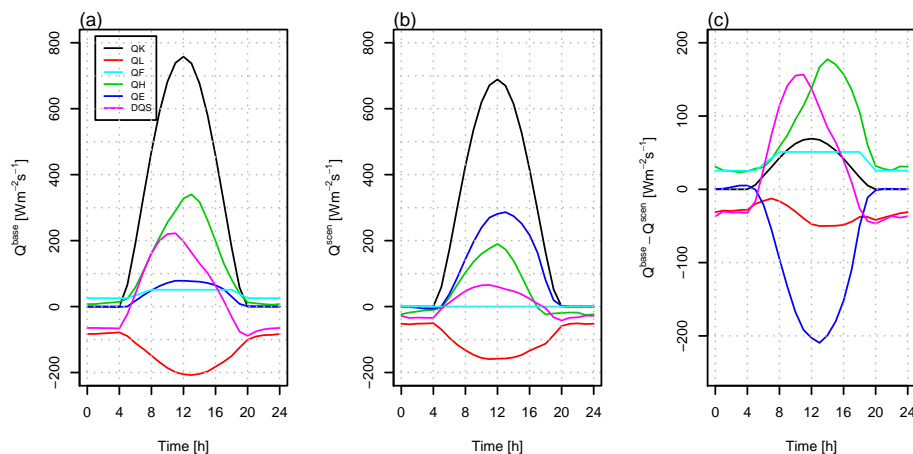 (a)
Q^base [Wm−2s−1]
−200 0 200 400 600 800
QK
QL
QF
QH
QE
DQS
0 4 8 12 16 20 24
Time [h]
(b)
Q^scen [Wm−2s−1]
−200 0 200 400 600 800
0 4 8 12 16 20 24
Time [h]
(c)
Q^base − Q^scen [Wm−2s−1]
−200 −100 0 100 200
0 4 8 12 16 20 24
Time [h]